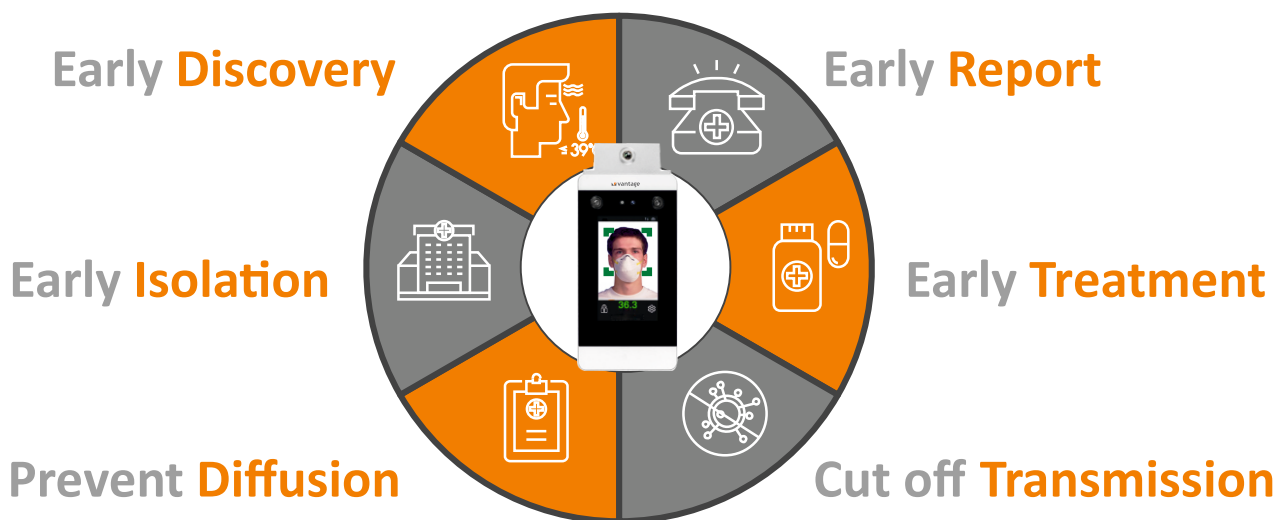 Early Discovery
Early Report
≤ 39°
vantage
36.3
Early Isolation
Early Treatment
Prevent Diffusion
Cut off Transmission